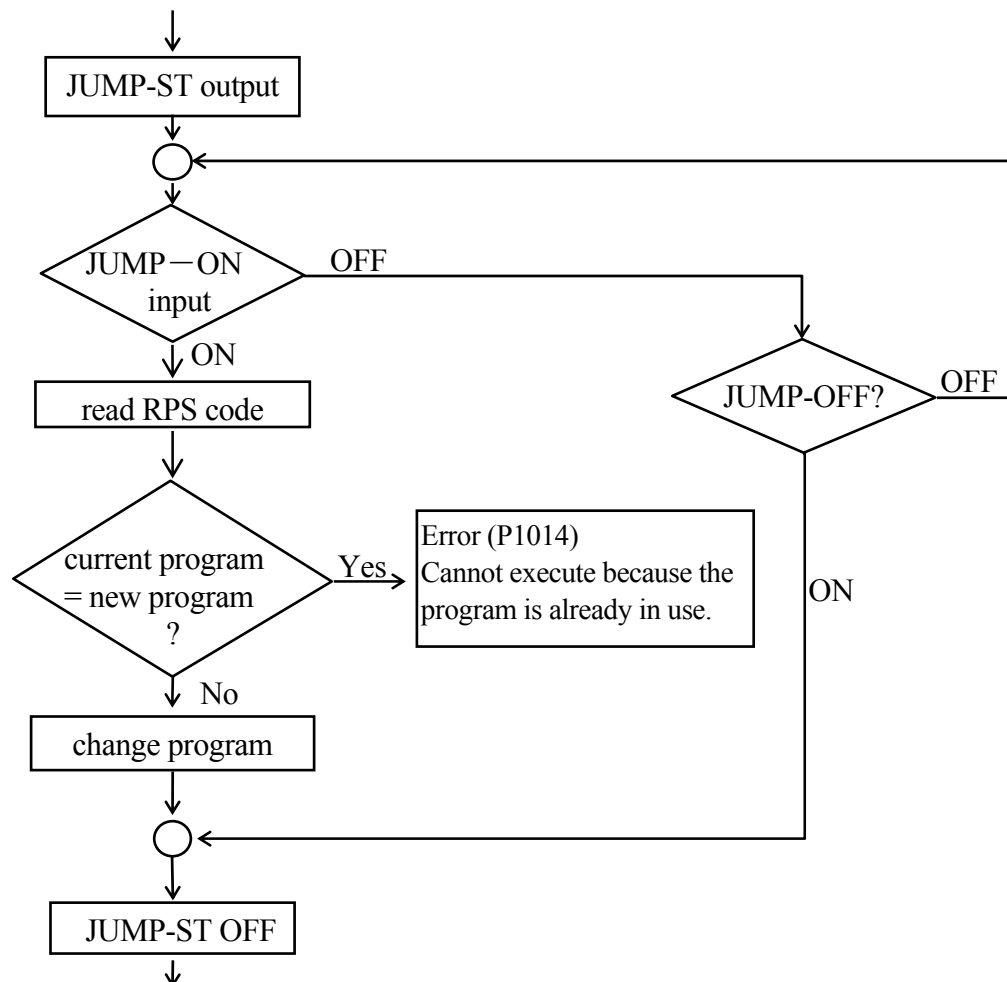 JUMP-ST output
JUMP－ON
input
OFF
ON
JUMP-OFF?
OFF
read RPS code
current program
= new program
?
Yes
Error (P1014)
Cannot execute because the
program is already in use.
ON
No
change program
JUMP-ST OFF